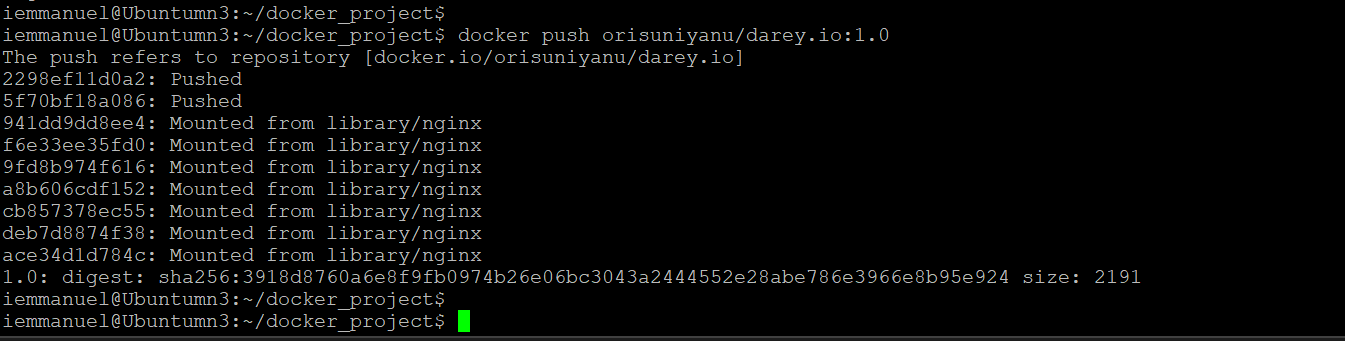 iemmanuel@Ubuntumn3:~/docker_project$
iemmanuel@Ubuntumn3:~/docker_project$ docker push orisuniyanu/darey.io:1.0
The push refers to repository [docker.io/orisuniyanu/darey.io]
2298ef11d0a2: Pushed
5f70bf18a086: Pushed
941dd9dd8ee4: Mounted from library/nginx
f6e33ee35fd0: Mounted from library/nginx
9fd8b974f616: Mounted from library/nginx
a8b606cdf152: Mounted from library/nginx
cb857378ec55: Mounted from library/nginx
deb7d8874f38: Mounted from library/nginx
ace34d1d784c: Mounted from library/nginx
1.0: digest: sha256:3918d8760a6e8f9fb0974b26e06bc3043a2444552e28abe786e3966e8b95e924 size: 2191
iemmanuel@Ubuntumn3:~/docker_project$
iemmanuel@Ubuntumn3:~/docker_project$